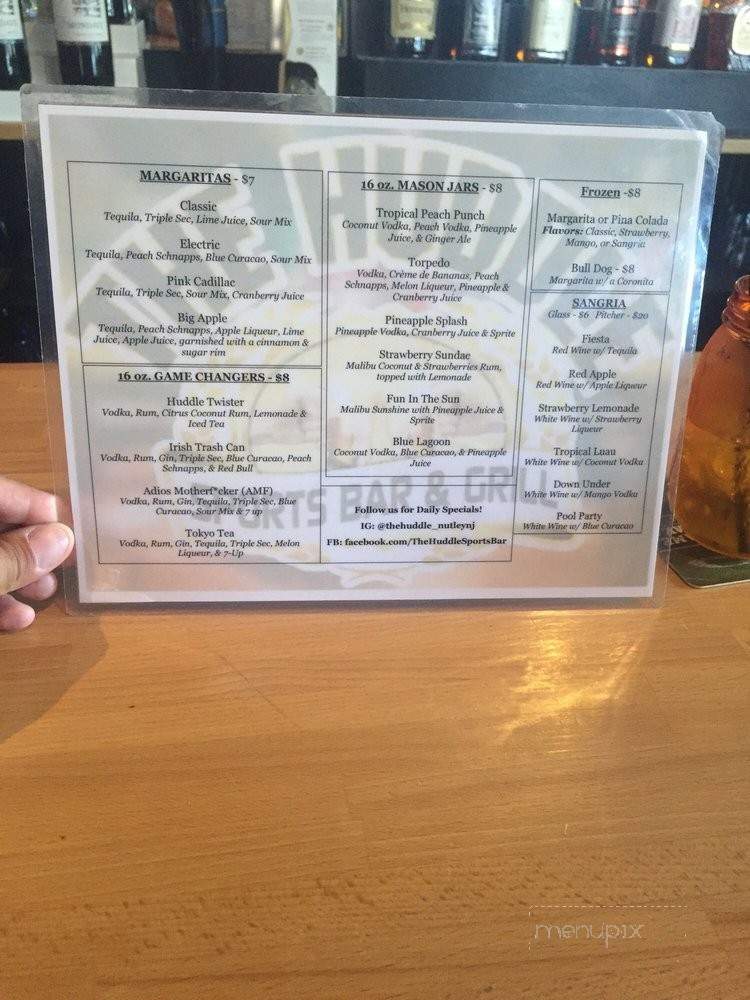 MARGARITAS - $7
Classic
Tequila, Triple Sec, Lime Juice, Sour Mix
Electric
Tequila, Peach Schnapps, Blue Curacao, Sour Mix
Pink Cadillac
Tequila, Triple Sec, Sour Mix, Cranberry Juice
Big Apple
Tequila, Peach Schnapps, Apple Liqueur, Lime
Juice, Apple Juice, garnished with a cinnamon &
sugar rim
16 oz. GAME CHANGERS - $8
Huddle Twister
Vodka, Rum, Citrus Coconut Rum, Lemonade &
Iced Tea
Irish Trash Can
Vodka, Rum, Gin, Triple Sec, Blue Curacao, Peach
Schnapps, & Red Bull
Adios Motherf*cker (AMF)
Vodka, Rum, Gin, Tequila, Triple Sec, Blue
Curacao, Sour Mix & 7 up
Tokyo Tea
Vodka, Rum, Gin, Tequila, Triple Sec, Melon
Liqueur, & 7-Up
16 oz. MASON JARS - $8
Tropical Peach Punch
Coconut Vodka, Peach Vodka, Pineapple
Juice, & Ginger Ale
Torpedo
Vodka, Crème de Bananas, Peach
Schnapps, Melon Liqueur, Pineapple &
Cranberry Juice
Pineapple Splash
Pineapple Vodka, Cranberry Juice & Sprite
Strawberry Sundae
Malibu Coconut & Strawberries Rum,
topped with Lemonade
Fun In The Sun
Malibu Sunshine with Pineapple Juice &
Sprite
Blue Lagoon
Coconut Vodka, Blue Curacao, & Pineapple
Juice
Follow us for Daily Specials!
IG: @thehuddle_nutleynj
FB: facebook.com/TheHuddleSportsBar
Frozen -$8
Margarita or Pina Colada
Flavors: Classic, Strawberry,
Mango, or Sangria
Bull Dog - $8
Margarita w/ a Coronita
SANGRIA
Glass - $6 Pitcher - $20
Fiesta
Red Wine w/ Tequila
Red Apple
Red Wine w/ Apple Liqueur
Strawberry Lemonade
White Wine w/ Strawberry
Liqueur
Tropical Luau
White Wine w/ Coconut Vodka
Down Under
White Wine w/ Mango Vodka
Pool Party
White Wine w/ Blue Curacao
THE HUDDLE
SPORTS BAR & GRILL
menupix